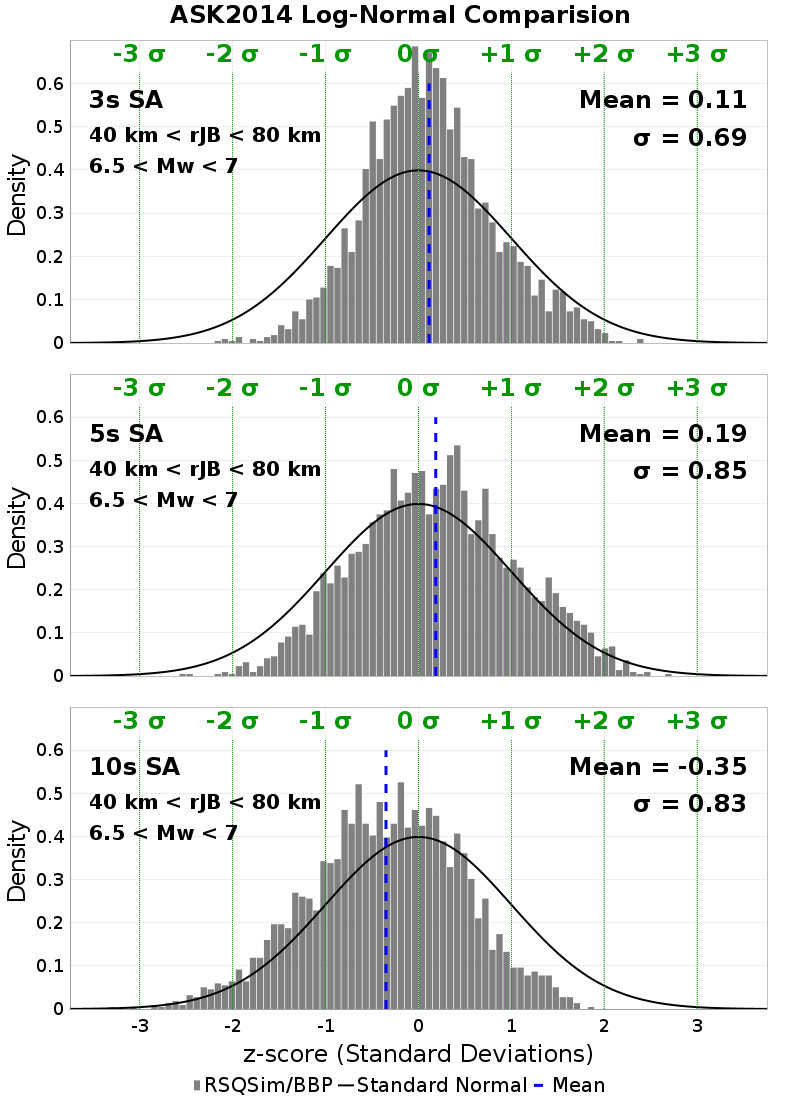 ASK2014 Log-Normal Comparision
-3 σ -2 σ -1 σ 0 σ +1 σ +2 σ +3 σ
3s SA
40 km < rJB < 80 km
6.5 < Mw < 7
Mean = 0.11
σ = 0.69
Density
0.6
0.5
0.4
0.3
0.2
0.1
0
-3 σ -2 σ -1 σ 0 σ +1 σ +2 σ +3 σ
5s SA
40 km < rJB < 80 km
6.5 < Mw < 7
Mean = 0.19
σ = 0.85
Density
0.6
0.5
0.4
0.3
0.2
0.1
0
-3 σ -2 σ -1 σ 0 σ +1 σ +2 σ +3 σ
10s SA
40 km < rJB < 80 km
6.5 < Mw < 7
Mean = -0.35
σ = 0.83
Density
0.6
0.5
0.4
0.3
0.2
0.1
0
-3 -2 -1 0 1 2 3
z-score (Standard Deviations)
RSQSim/BBP Standard Normal Mean